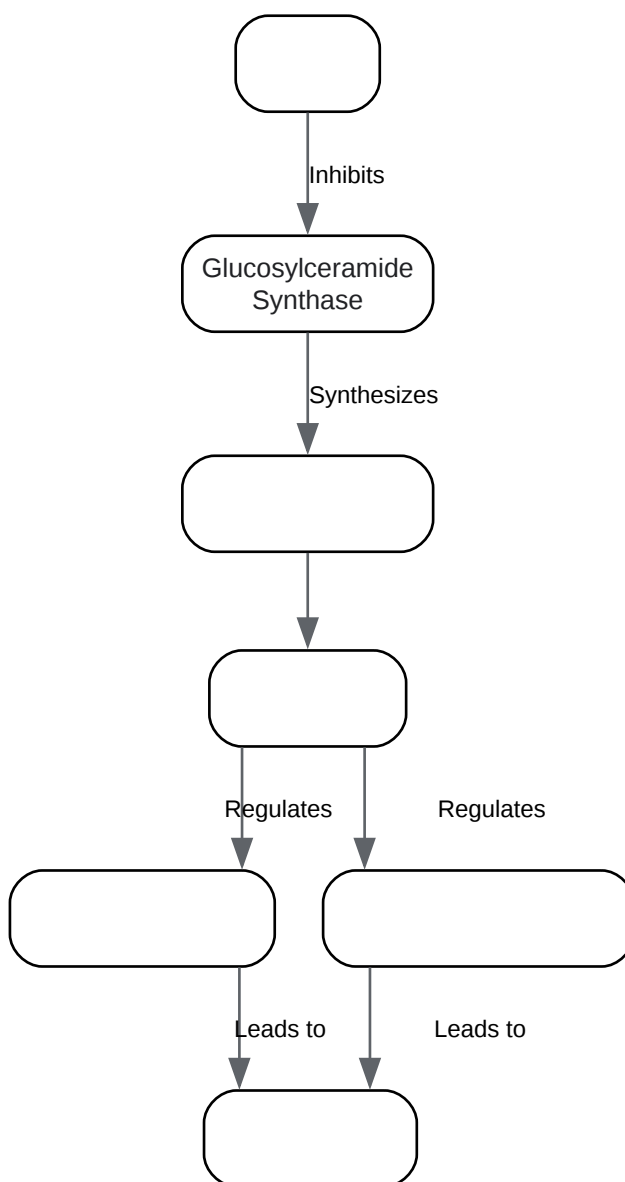 Inhibits
Glucosylceramide
Synthase
Synthesizes
Regulates
Regulates
Leads to
Leads to